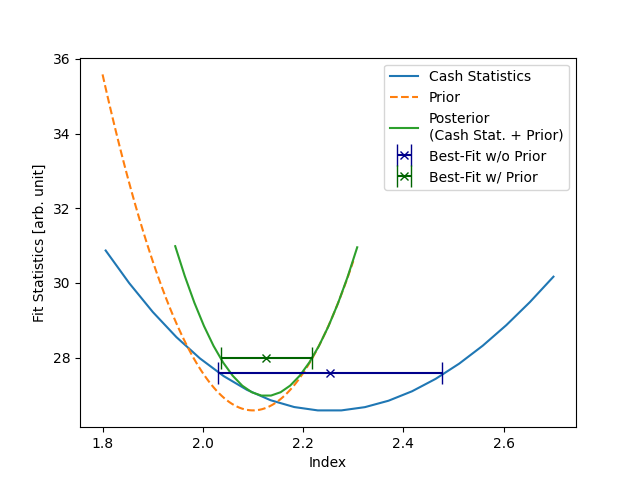 36
34
32
30
28
Fit Statistics [arb. unit]
Cash Statistics
Prior
Posterior
(Cash Stat. + Prior)
Best-Fit w/o Prior
Best-Fit w/ Prior
1.8 2.0 2.2 2.4 2.6
Index